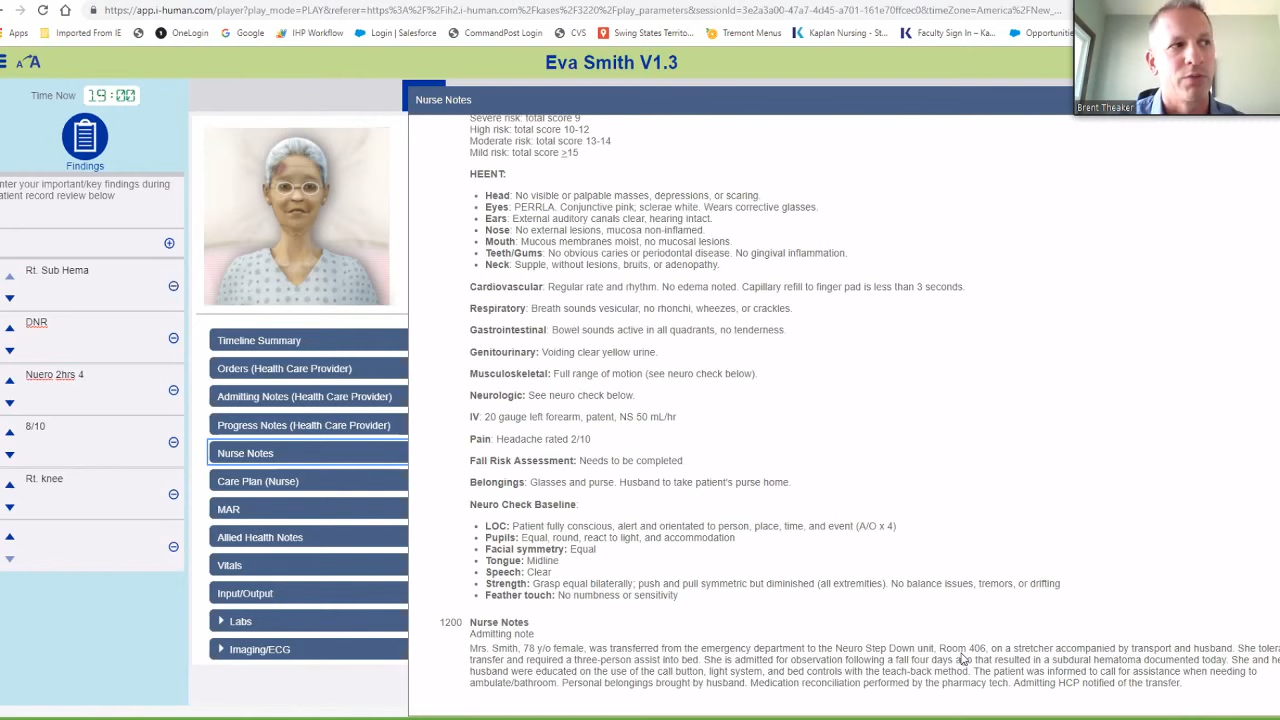 https://app.i-human.com/player?play_mode=PLAY&referer=https%3A%2F%2Fih2.i-human.com%2Fkases%2F3220%2Fplay_parameters&sessionId=3e2a3a00-47a7-4d45-a701-161e70ffcec0&timeZone=America%2FNew_...
Apps Imported From IE OneLogin Google IHP Workflow Login | Salesforce CommandPost Login CVS Swing States Territo... Tremont Menus Kaplan Nursing - St... Faculty Sign In – Ka... Opportunities
A A
Eva Smith V1.3
Time Now 19:00
Findings
nter your important/key findings during
atient record review below
Rt. Sub Hema
DNR
Nuero 2hrs 4
8/10
Rt. knee
Timeline Summary
Orders (Health Care Provider)
Admitting Notes (Health Care Provider)
Progress Notes (Health Care Provider)
Nurse Notes
Care Plan (Nurse)
MAR
Allied Health Notes
Vitals
Input/Output
Labs
Imaging/ECG
Brent Theaker
Nurse Notes
Severe risk: total score 9
High risk: total score 10-12
Moderate risk: total score 13-14
Mild risk: total score >15
HEENT:
• Head: No visible or palpable masses, depressions, or scaring.
• Eyes: PERRLA. Conjunctive pink; sclerae white. Wears corrective glasses.
• Ears: External auditory canals clear, hearing intact.
• Nose: No external lesions, mucosa non-inflamed.
• Mouth: Mucous membranes moist, no mucosal lesions.
• Teeth/Gums: No obvious caries or periodontal disease. No gingival inflammation.
• Neck: Supple, without lesions, bruits, or adenopathy.
Cardiovascular: Regular rate and rhythm. No edema noted. Capillary refill to finger pad is less than 3 seconds.
Respiratory: Breath sounds vesicular, no rhonchi, wheezes, or crackles.
Gastrointestinal: Bowel sounds active in all quadrants, no tenderness.
Genitourinary: Voiding clear yellow urine.
Musculoskeletal: Full range of motion (see neuro check below).
Neurologic: See neuro check below.
IV: 20 gauge left forearm, patent, NS 50 mL/hr
Pain: Headache rated 2/10
Fall Risk Assessment: Needs to be completed
Belongings: Glasses and purse. Husband to take patient's purse home.
Neuro Check Baseline:
• LOC: Patient fully conscious, alert and orientated to person, place, time, and event (A/O x 4)
• Pupils: Equal, round, react to light, and accommodation
• Facial symmetry: Equal
• Tongue: Midline
• Speech: Clear
• Strength: Grasp equal bilaterally; push and pull symmetric but diminished (all extremities). No balance issues, tremors, or drifting
• Feather touch: No numbness or sensitivity
1200 Nurse Notes
Admitting note
Mrs. Smith, 78 y/o female, was transferred from the emergency department to the Neuro Step Down unit, Room 406, on a stretcher accompanied by transport and husband. She tolera
transfer and required a three-person assist into bed. She is admitted for observation following a fall four days ago that resulted in a subdural hematoma documented today. She and he
husband were educated on the use of the call button, light system, and bed controls with the teach-back method. The patient was informed to call for assistance when needing to
ambulate/bathroom. Personal belongings brought by husband. Medication reconciliation performed by the pharmacy tech. Admitting HCP notified of the transfer.